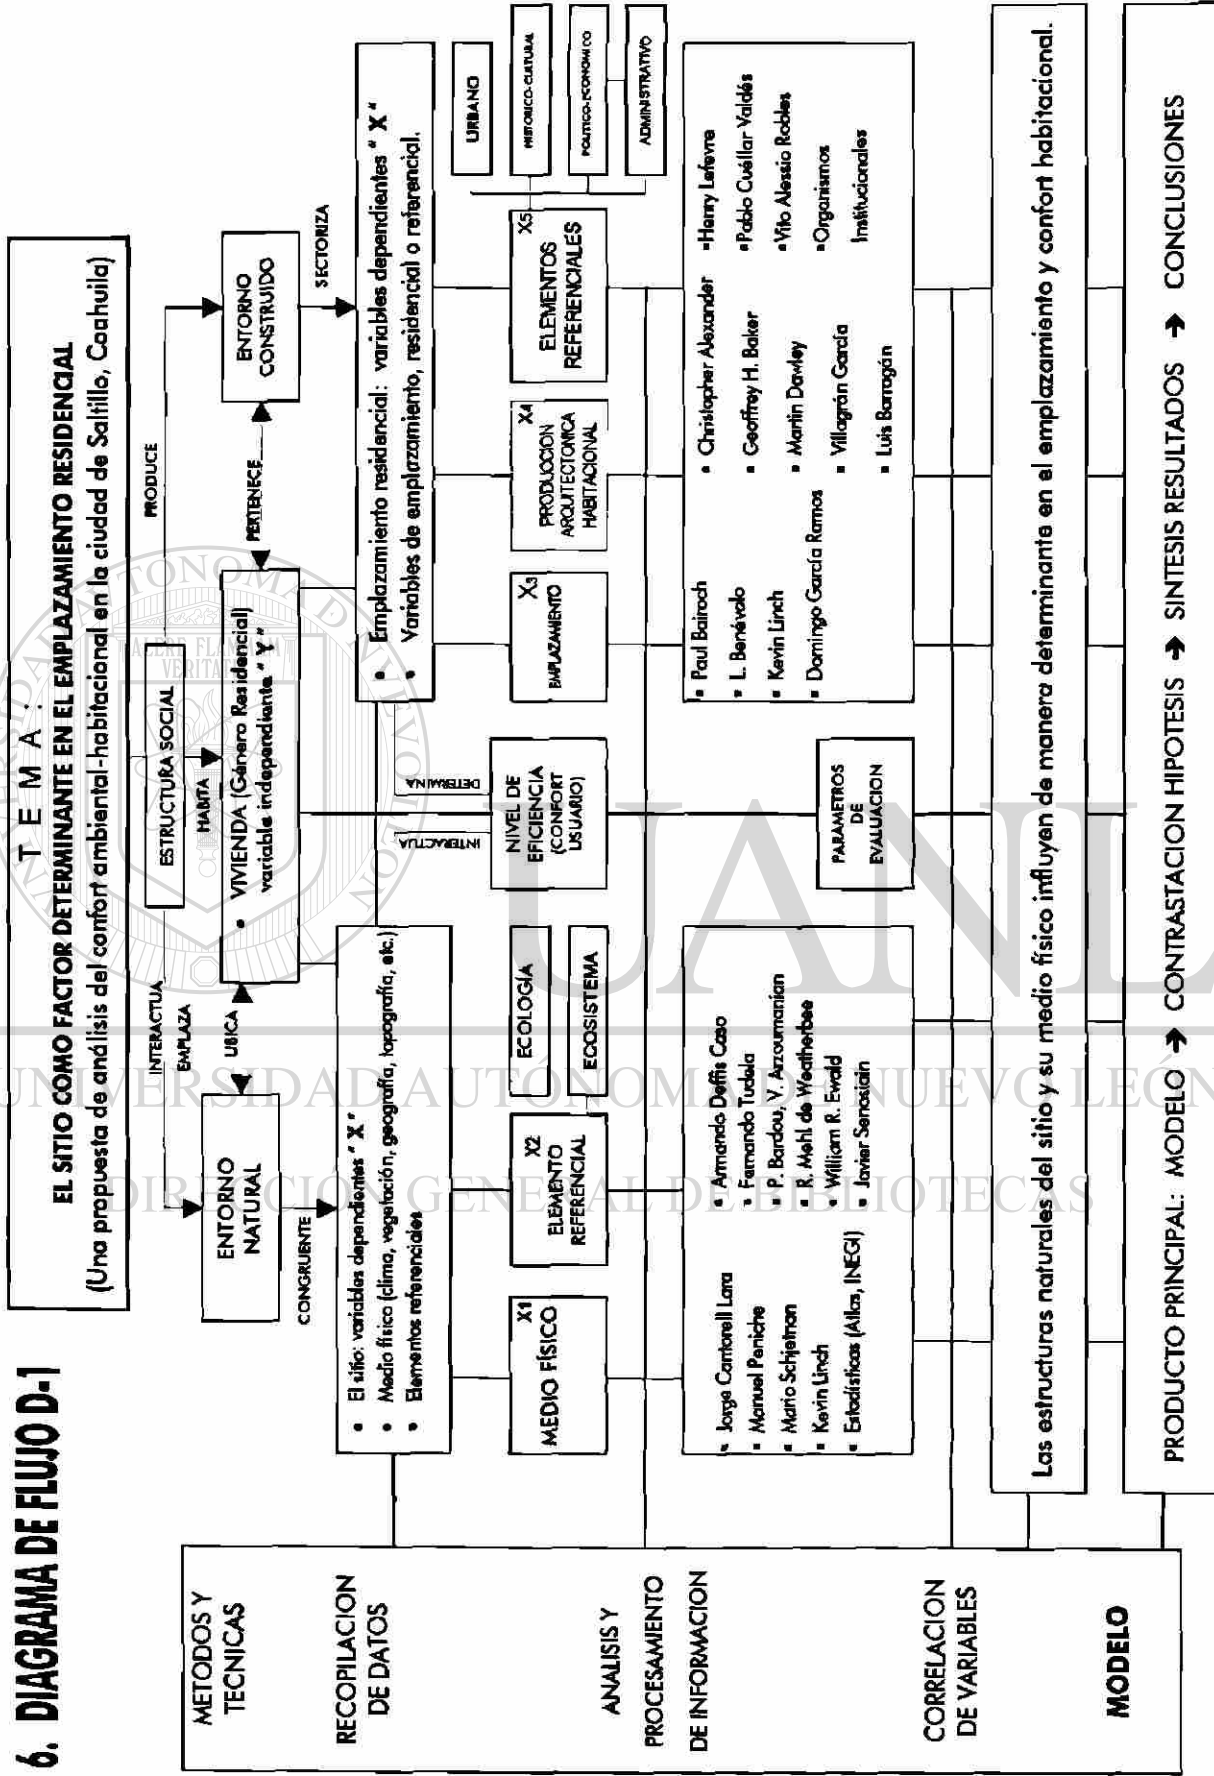 6. DIAGRAMA DE FLUJO D-1
T E M A :
EL SITIO COMO FACTOR DETERMINANTE EN EL EMPLAZAMIENTO RESIDENCIAL
(Una propuesta de análisis del confort ambiental-habitacional en la ciudad de Saltillo, Coahuila)
INTERACTUA
EMPLAZA
ESTRUCTURA SOCIAL
PRODUCE
HABITA
ENTORNO
NATURAL
UBICA
• VIVIENDA (Género Residencial)
variable independiente " Y "
PERTENECE
ENTORNO
CONSTRUIDO
CONGRUENTE
SECTORIZA
• El sitio: variables dependientes " X "
• Medio físico (clima, vegetación, geografía, topografía, etc.)
• Elementos referenciales
• Emplazamiento residencial: variables dependientes " X "
• Variables de emplazamiento, residencial o referencial.
INTERACTUA
DETERMINA
X1
MEDIO FÍSICO
X2
ELEMENTO
REFERENCIAL
ECOLOGÍA
ECOSISTEMA
NIVEL DE
EFICIENCIA
(CONFORT
USUARIO)
X3
EMPLAZAMIENTO
X4
PRODUCCION
ARQUITECTONICA
HABITACIONAL
X5
ELEMENTOS
REFERENCIALES
URBANO
HISTORICO-CULTURAL
POLITICO-ECONOMICO
ADMINISTRATIVO
• Jorge Cantorell Lara
• Manuel Peniche
• Mario Schjetnan
• Kevin Linch
• Estadísticas (Atlas, INEGI)
• Armando Deffis Caso
• Fernando Tudela
• P. Bardou, V. Arzoumanian
• R. Mehl de Weatherbee
• William R. Ewald
• Javier Senosiain
PARAMETROS
DE
EVALUACION
• Paul Bairoch
• L. Benévolo
• Kevin Linch
• Domingo García Ramos
• Christopher Alexander
• Geoffrey H. Baker
• Martin Dawley
• Villagrán García
• Luis Barragán
• Henry Lefevre
• Pablo Cuéllar Valdés
• Vito Alessio Robles
• Organismos
Institucionales
Las estructuras naturales del sitio y su medio físico influyen de manera determinante en el emplazamiento y confort habitacional.
PRODUCTO PRINCIPAL: MODELO ➔ CONTRASTACION HIPOTESIS ➔ SINTESIS RESULTADOS ➔ CONCLUSIONES
METODOS Y
TECNICAS
RECOPILACION
DE DATOS
ANALISIS Y
PROCESAMIENTO
DE INFORMACION
CORRELACION
DE VARIABLES
MODELO
UANL
UNIVERSIDAD AUTÓNOMA DE NUEVO LEÓN
DIRECCIÓN GENERAL DE BIBLIOTECAS
ALERE FLAMMAM
VERITATIS